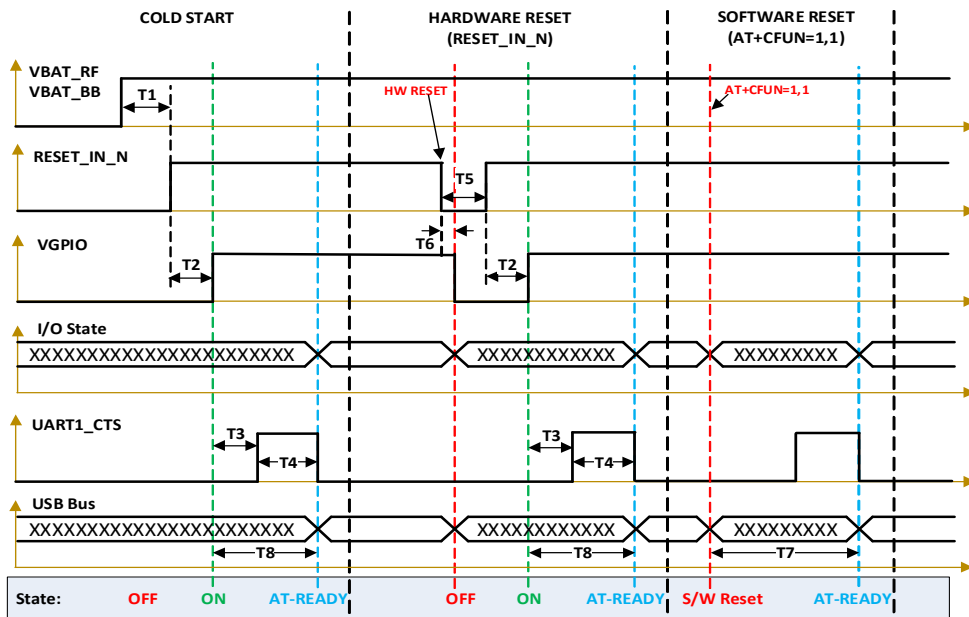 COLD START
HARDWARE RESET
(RESET_IN_N)
SOFTWARE RESET
(AT+CFUN=1,1)
VBAT_RF
VBAT_BB
T1
HW RESET
AT+CFUN=1,1
RESET_IN_N
T5
T6
VGPIO
T2
T2
I/O State
XXXXXXXXXXXXXXXXXXXXXXX
XXXXXXXXXXXX
XXXXXXXXX
UART1_CTS
T3
T4
T3
T4
USB Bus
XXXXXXXXXXXXXXXXXXXXXXX
XXXXXXXXXXXX
XXXXXXXXX
T8
T8
T7
State: OFF ON AT-READY OFF ON AT-READY S/W Reset AT-READY